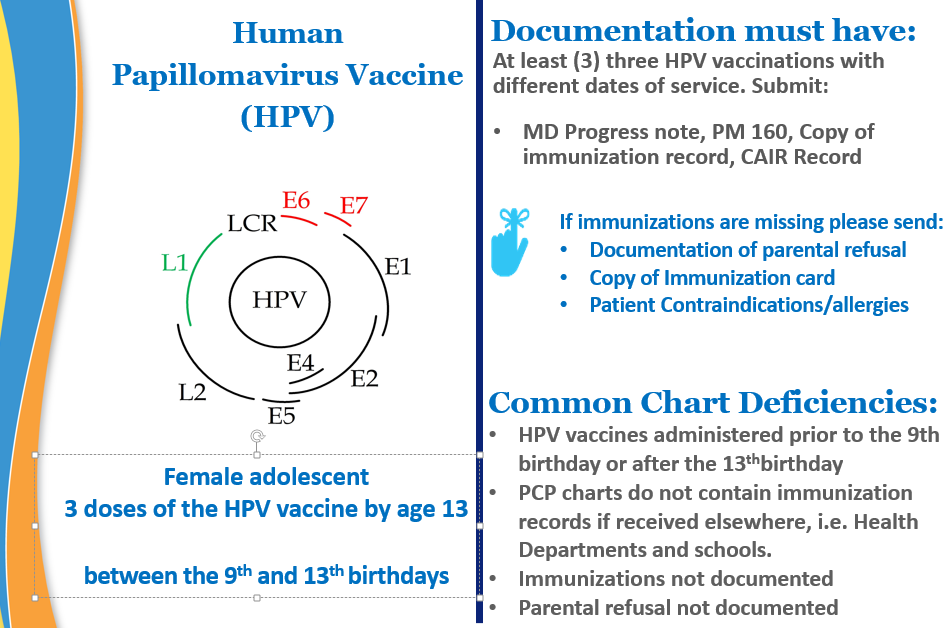 Human
Papillomavirus Vaccine
(HPV)
E6
E7
LCR
L1
E1
HPV
E4
E2
L2
E5
Female adolescent
3 doses of the HPV vaccine by age 13
between the 9th and 13th birthdays
Documentation must have:
At least (3) three HPV vaccinations with
different dates of service. Submit:
• MD Progress note, PM 160, Copy of
immunization record, CAIR Record
If immunizations are missing please send:
• Documentation of parental refusal
• Copy of Immunization card
• Patient Contraindications/allergies
Common Chart Deficiencies:
• HPV vaccines administered prior to the 9th
birthday or after the 13thbirthday
• PCP charts do not contain immunization
records if received elsewhere, i.e. Health
Departments and schools.
• Immunizations not documented
• Parental refusal not documented